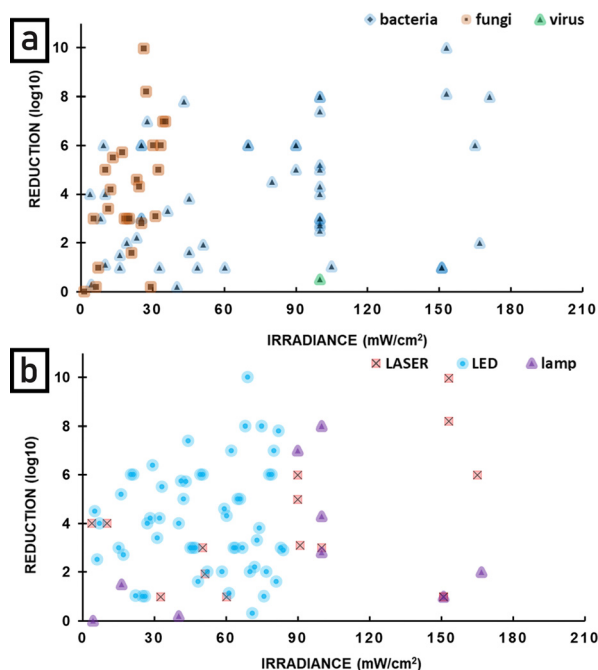 a
bacteria fungi virus
REDUCTION (log10)
10
8
6
4
2
0
0 30 60 90 120 150 180 210
IRRADIANCE (mW/cm²)
b
LASER LED lamp
REDUCTION (log10)
10
8
6
4
2
0
0 30 60 90 120 150 180 210
IRRADIANCE (mW/cm²)